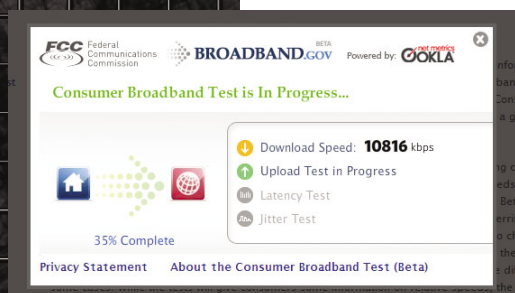 FCC Federal
Communications
Commission
BETA
BROADBAND.GOV
Powered by: net metrics
OOKLA
Consumer Broadband Test is In Progress...
Download Speed: 10816 kbps
Upload Test in Progress
Latency Test
Jitter Test
35% Complete
Privacy Statement About the Consumer Broadband Test (Beta)